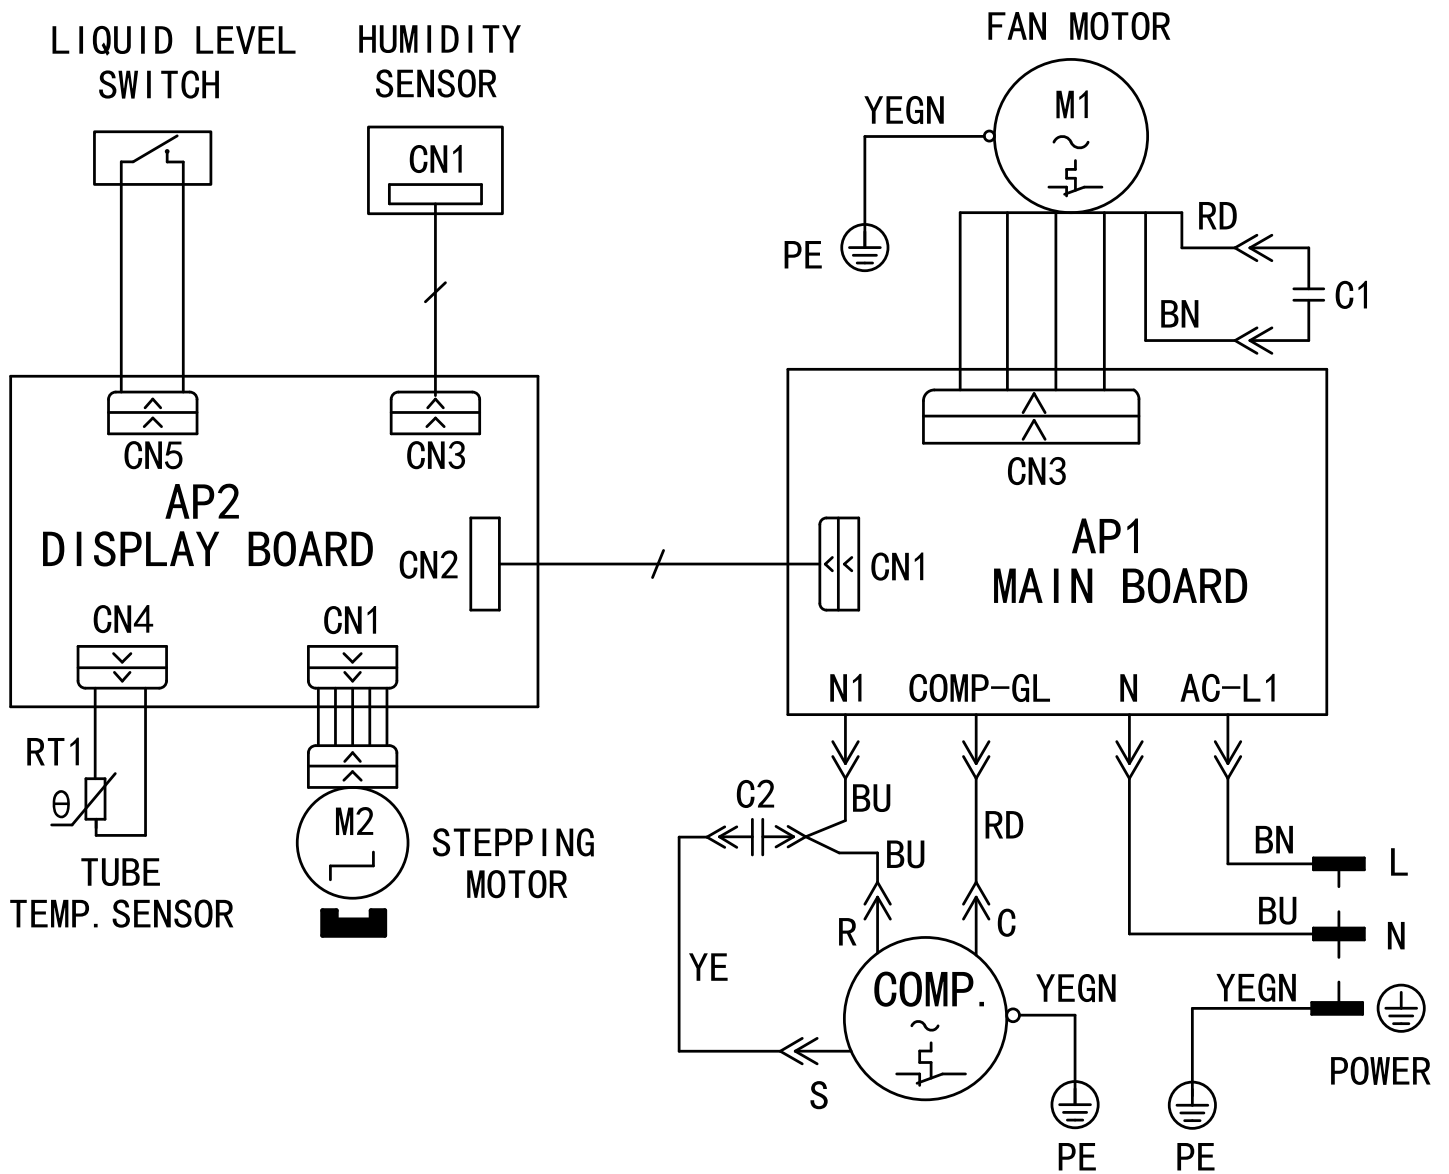 LIQUID LEVEL
SWITCH
HUMIDITY
SENSOR
CN1
FAN MOTOR
M1
YEGN
PE
RD
BN
C1
CN5
CN3
AP2
DISPLAY BOARD
CN2
CN4
CN1
CN3
CN1
AP1
MAIN BOARD
N1
COMP-GL
N
AC-L1
RT1
θ
TUBE
TEMP. SENSOR
M2
STEPPING
MOTOR
C2
BU
BU
RD
R
C
YE
S
COMP.
YEGN
PE
BN
L
BU
N
YEGN
PE
POWER